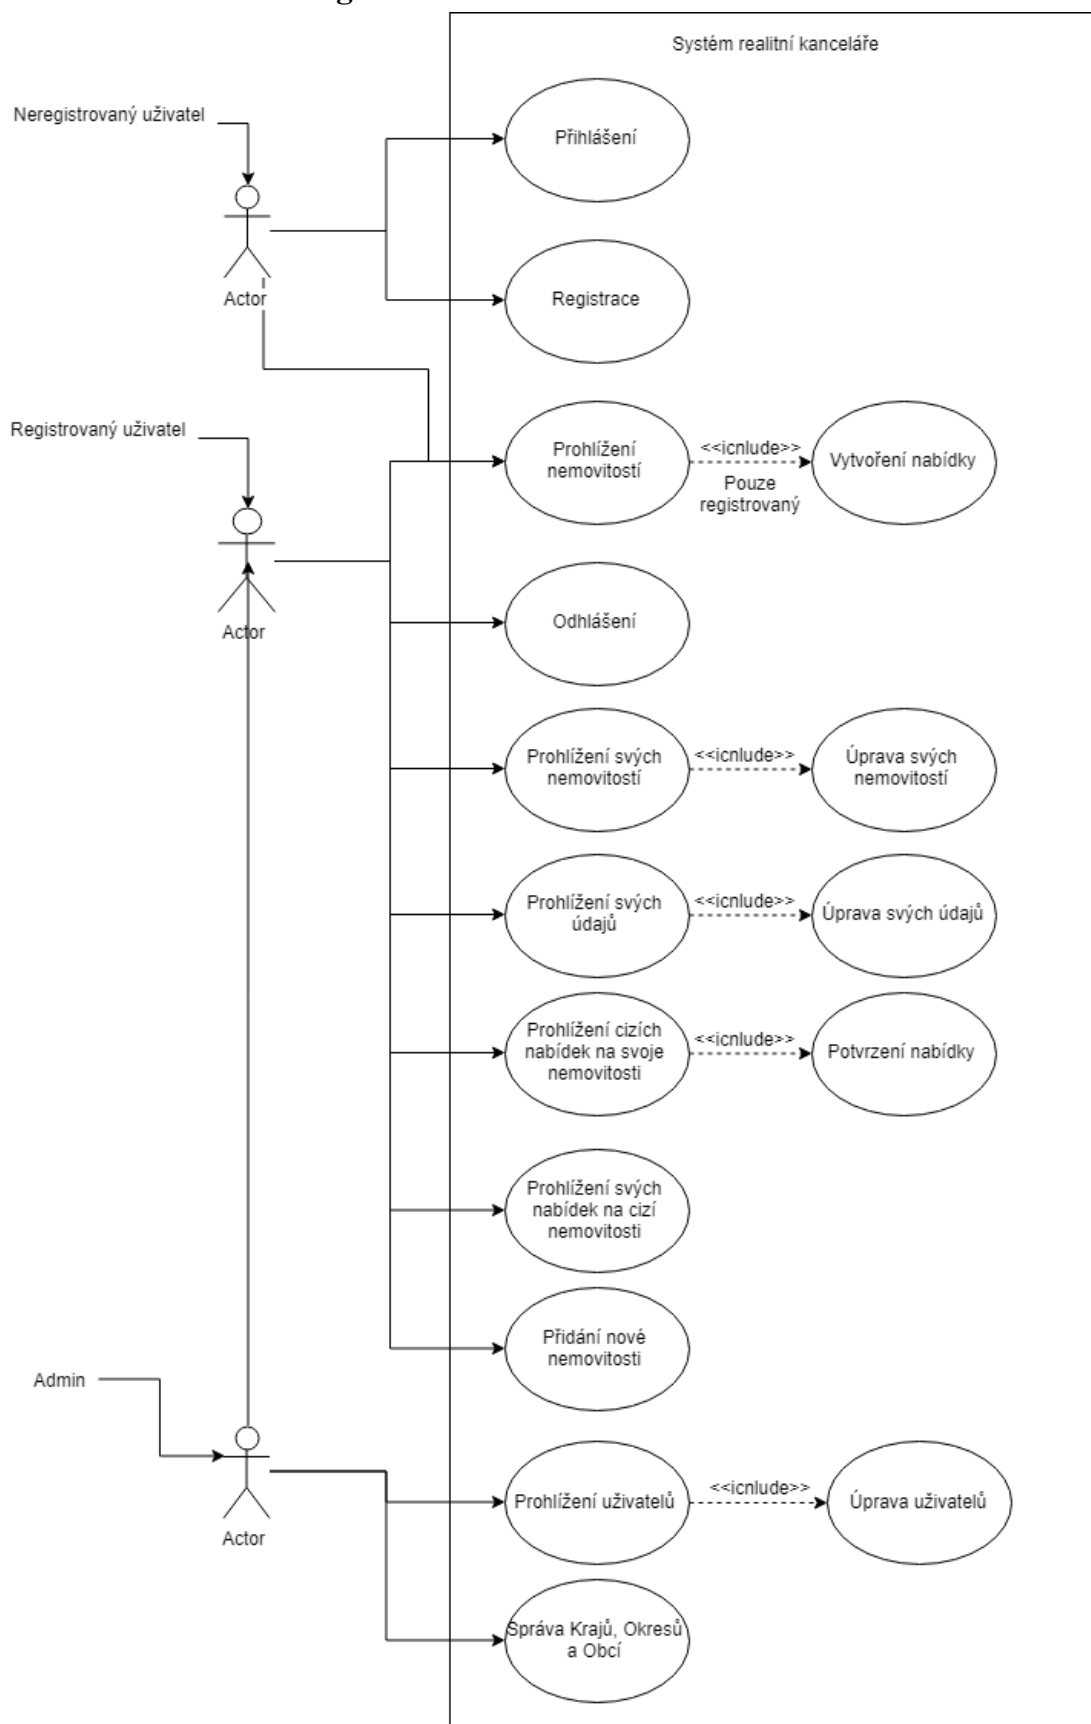 g
Systém realitní kanceláře
Neregistrovaný uživatel
Přihlášení
Actor
Registrace
Registrovaný uživatel
Prohlížení
nemovitostí
<<icnlude>>
Pouze
registrovaný
Vytvoření nabídky
Actor
Odhlášení
Prohlížení svých
nemovitostí
<<icnlude>>
Úprava svých
nemovitostí
Prohlížení svých
údajů
<<icnlude>>
Úprava svých údajů
Prohlížení cizích
nabídek na svoje
nemovitosti
<<icnlude>>
Potvrzení nabídky
Prohlížení svých
nabídek na cizí
nemovitosti
Přidání nové
nemovitosti
Admin
Actor
Prohlížení uživatelů
<<icnlude>>
Úprava uživatelů
Správa Krajů, Okresů
a Obcí